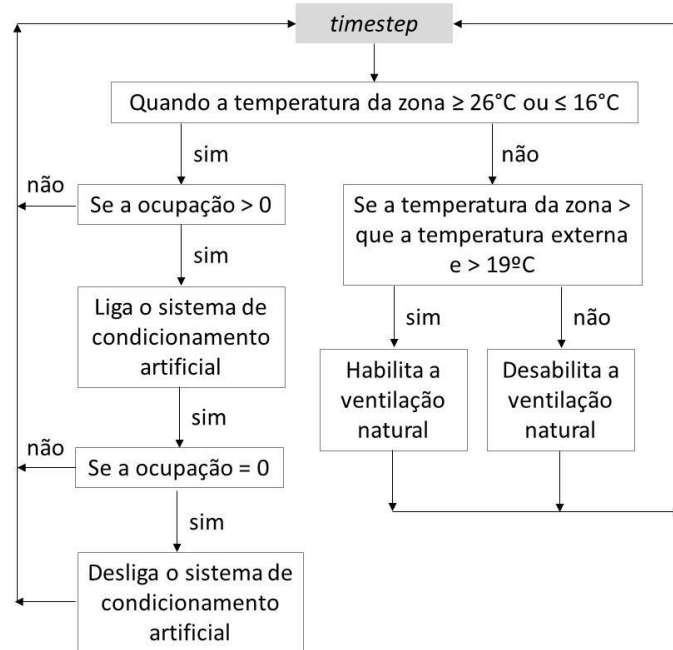 timestep
Quando a temperatura da zona ≥ 26°C ou ≤ 16°C
sim
não
não
Se a ocupação > 0
Se a temperatura da zona >
que a temperatura externa
e > 19ºC
sim
Liga o sistema de
condicionamento
artificial
sim
não
Habilita a
ventilação
natural
Desabilita a
ventilação
natural
sim
não
Se a ocupação = 0
sim
Desliga o sistema de
condicionamento
artificial